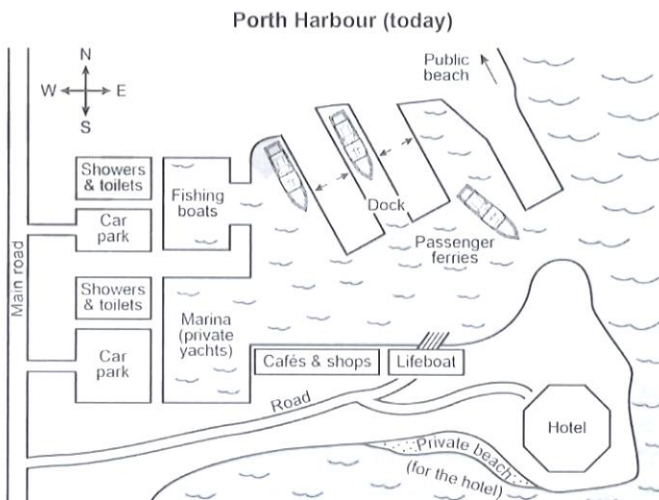 Porth Harbour (today)
N
W
E
S
Public
beach
Showers
& toilets
Fishing
boats
Dock
Car
park
Passenger
ferries
Main road
Showers
& toilets
Marina
(private
yachts)
Car
park
Cafés & shops
Lifeboat
Road
Hotel
Private beach
(for the hotel)